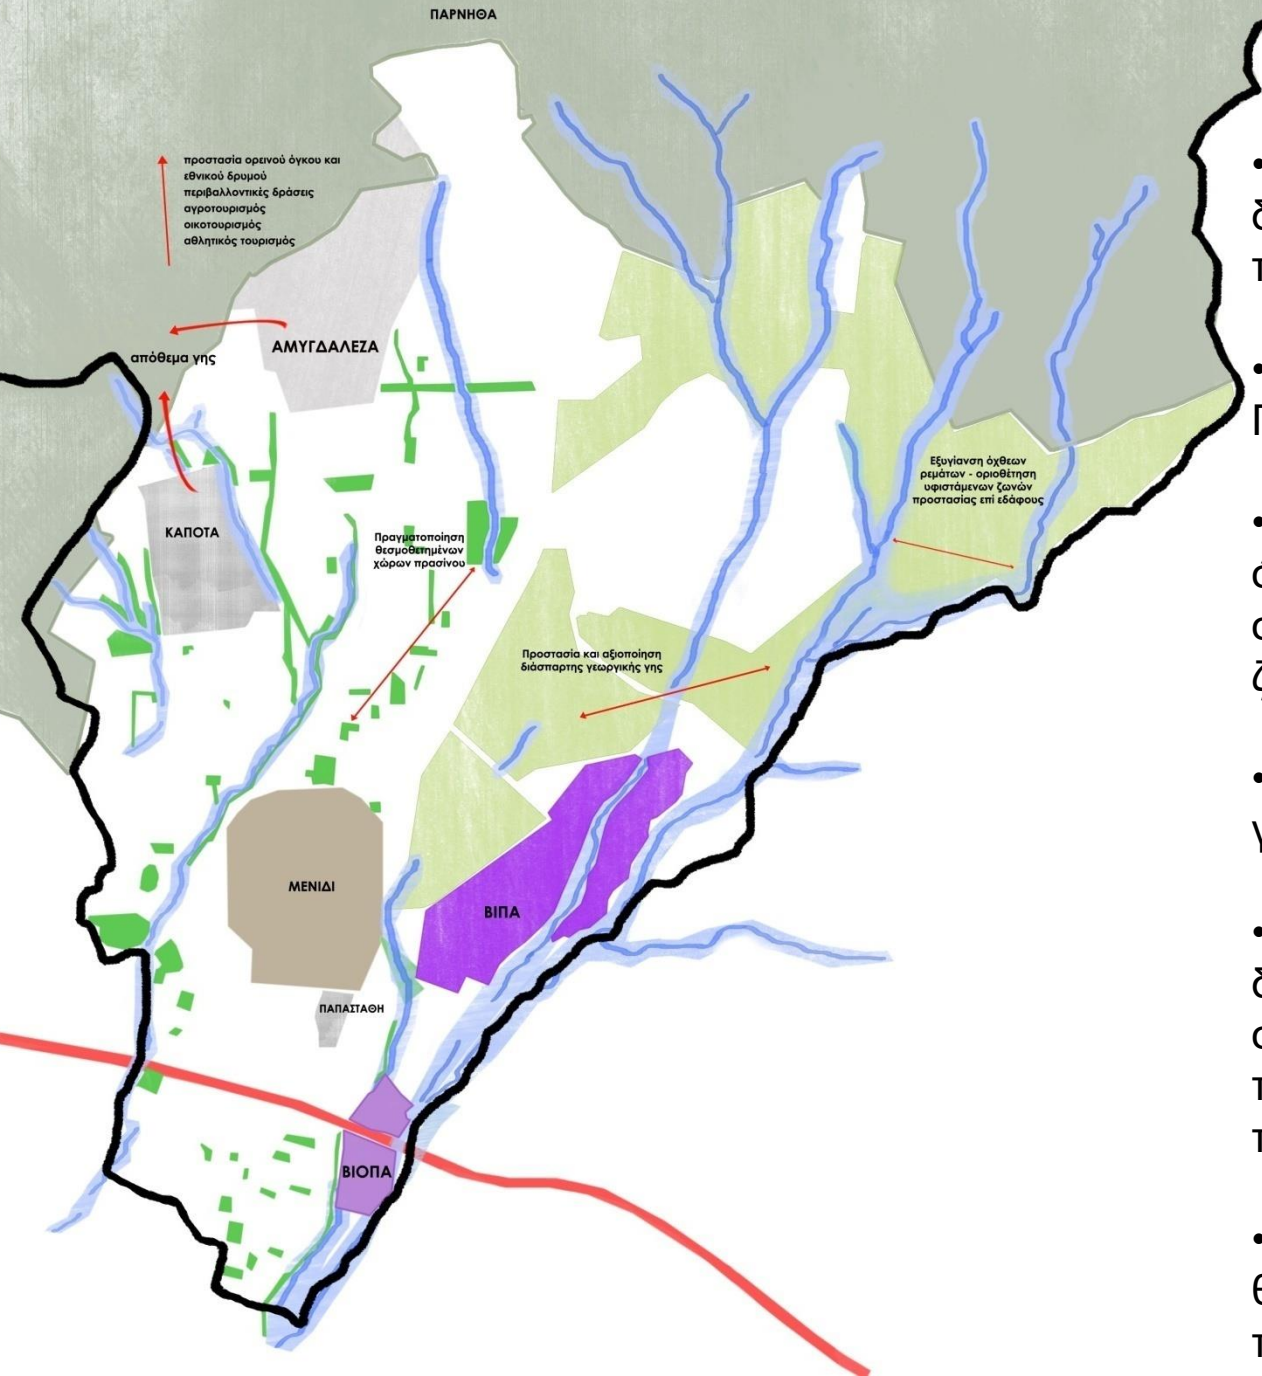 ΠΑΡΝΗΘΑ
προστασία ορεινού όγκου και
εθνικού δρυμού
περιβαλλοντικές δράσεις
αγροτουρισμός
οικοτουρισμός
αθλητικός τουρισμός
ΑΜΥΓΔΑΛΕΖΑ
απόθεμα γης
Εξυγίανση όχθεων
ρεμάτων - οριοθέτηση
υφιστάμενων ζωνών
προστασίας επί εδάφους
ΚΑΠΟΤΑ
Πραγματοποίηση
θεσμοθετημένων
χώρων πρασίνου
Προστασία και αξιοποίηση
διάσπαρτης γεωργικής γης
ΜΕΝΙΔΙ
ΒΙΠΑ
ΠΑΠΑΣΤΑΘΗ
ΒΙΟΠΑ